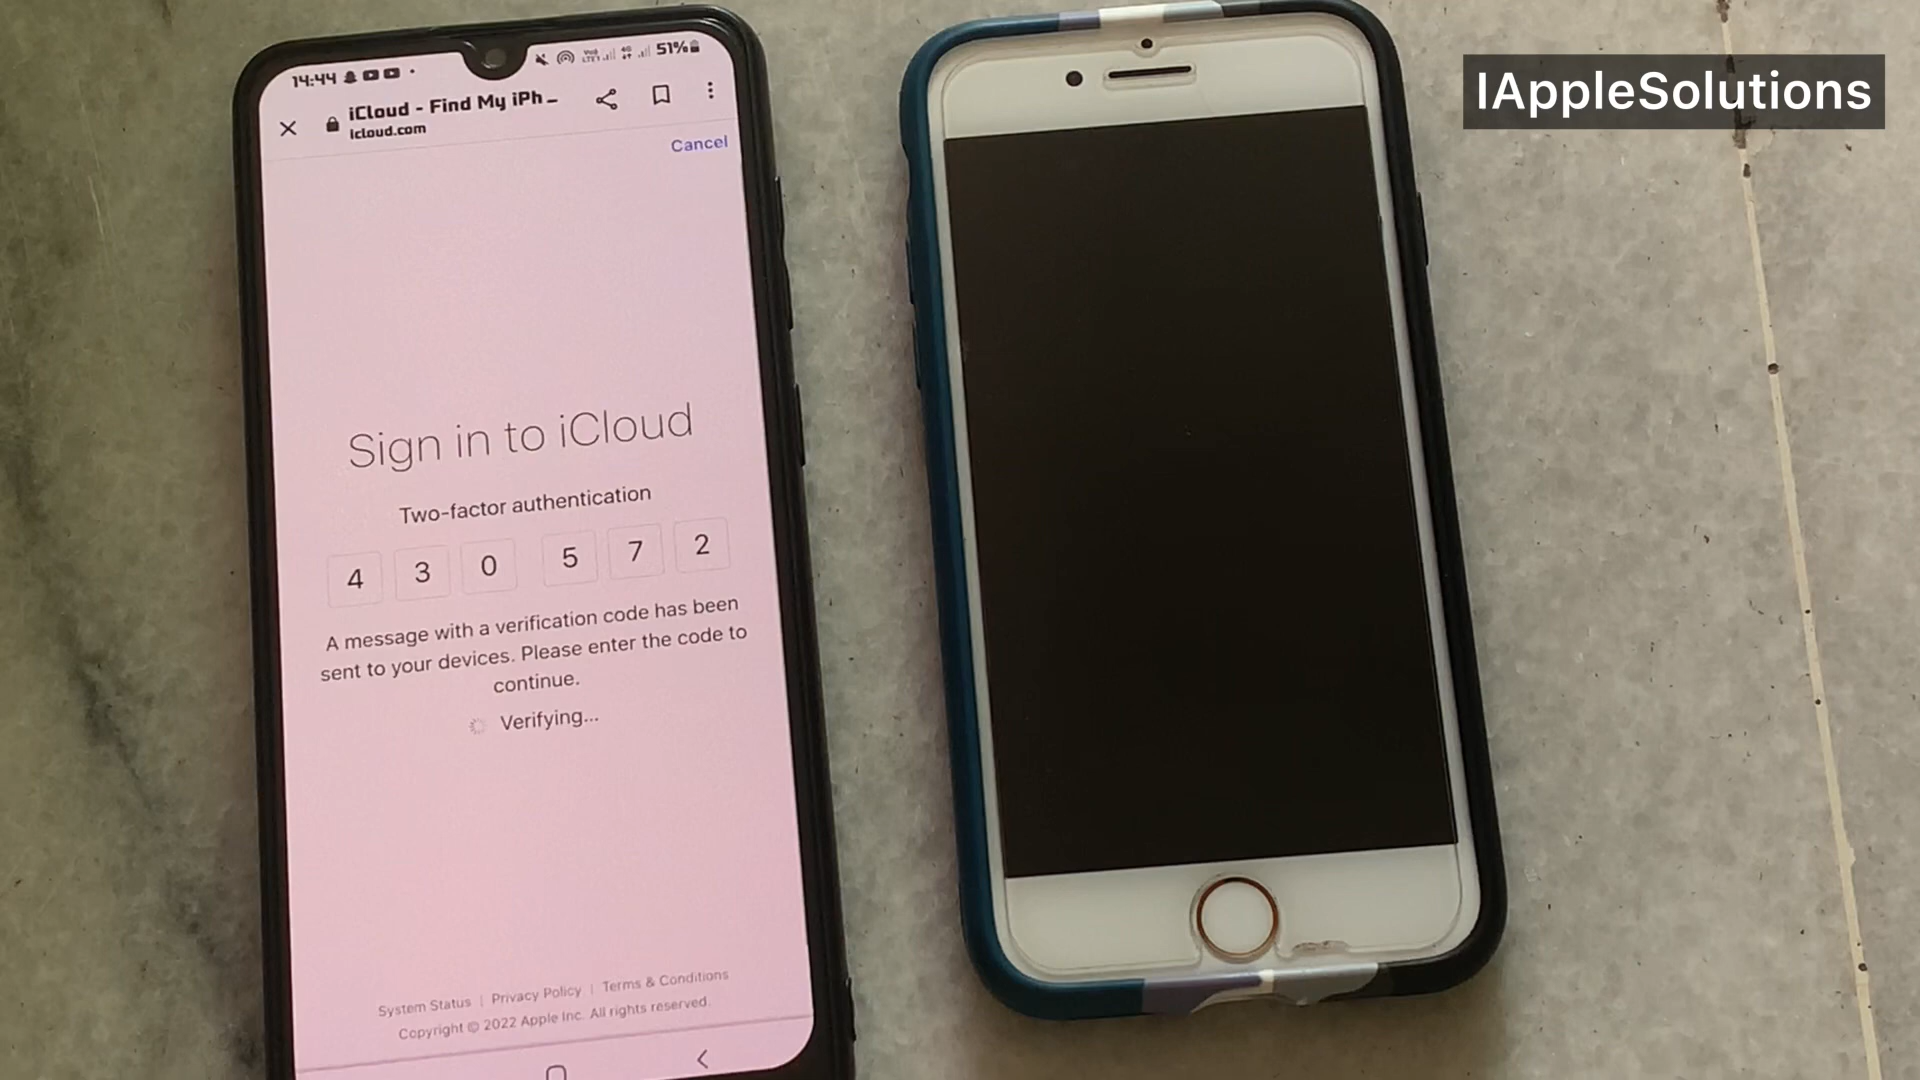 14:44
51%
iCloud - Find My iPh
icloud.com
Cancel
Sign in to iCloud
Two-factor authentication
4 3 0 5 7 2
A message with a verification code has been
sent to your devices. Please enter the code to
continue.
Verifying...
System Status | Privacy Policy | Terms & Conditions
Copyright © 2022 Apple Inc. All rights reserved.
IAppleSolutions